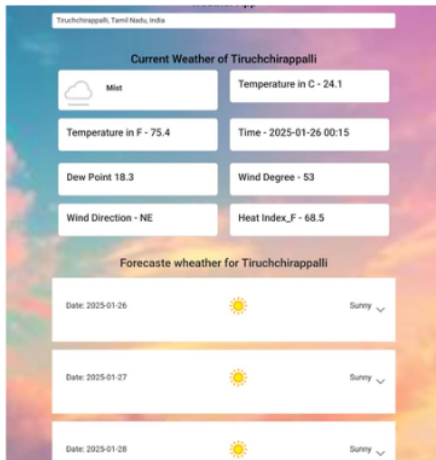 Tiruchchirappalli, Tamil Nadu, India
Current Weather of Tiruchchirappalli
Mist
Temperature in C - 24.1
Temperature in F - 75.4
Time - 2025-01-26 00:15
Dew Point 18.3
Wind Degree - 53
Wind Direction - NE
Heat Index_F - 68.5
Forecaste wheather for Tiruchchirappalli
Date: 2025-01-26
Sunny
Date: 2025-01-27
Sunny
Date: 2025-01-28
Sunny